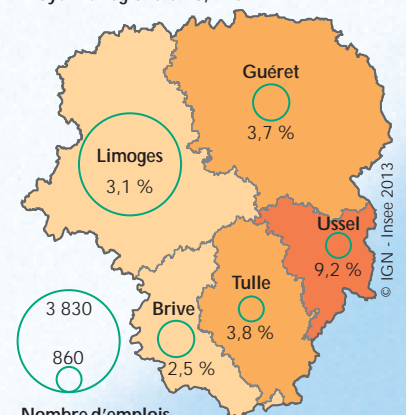 Guéret
3,7 %
Limoges
3,1 %
Ussel
9,2 %
Tulle
3,8 %
Brive
2,5 %
3 830
860
Nombre d'emplois
© IGN - Insee 2013